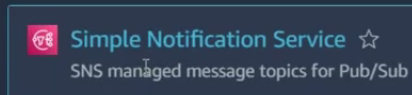 Simple Notification Service
SNS managed message topics for Pub/Sub